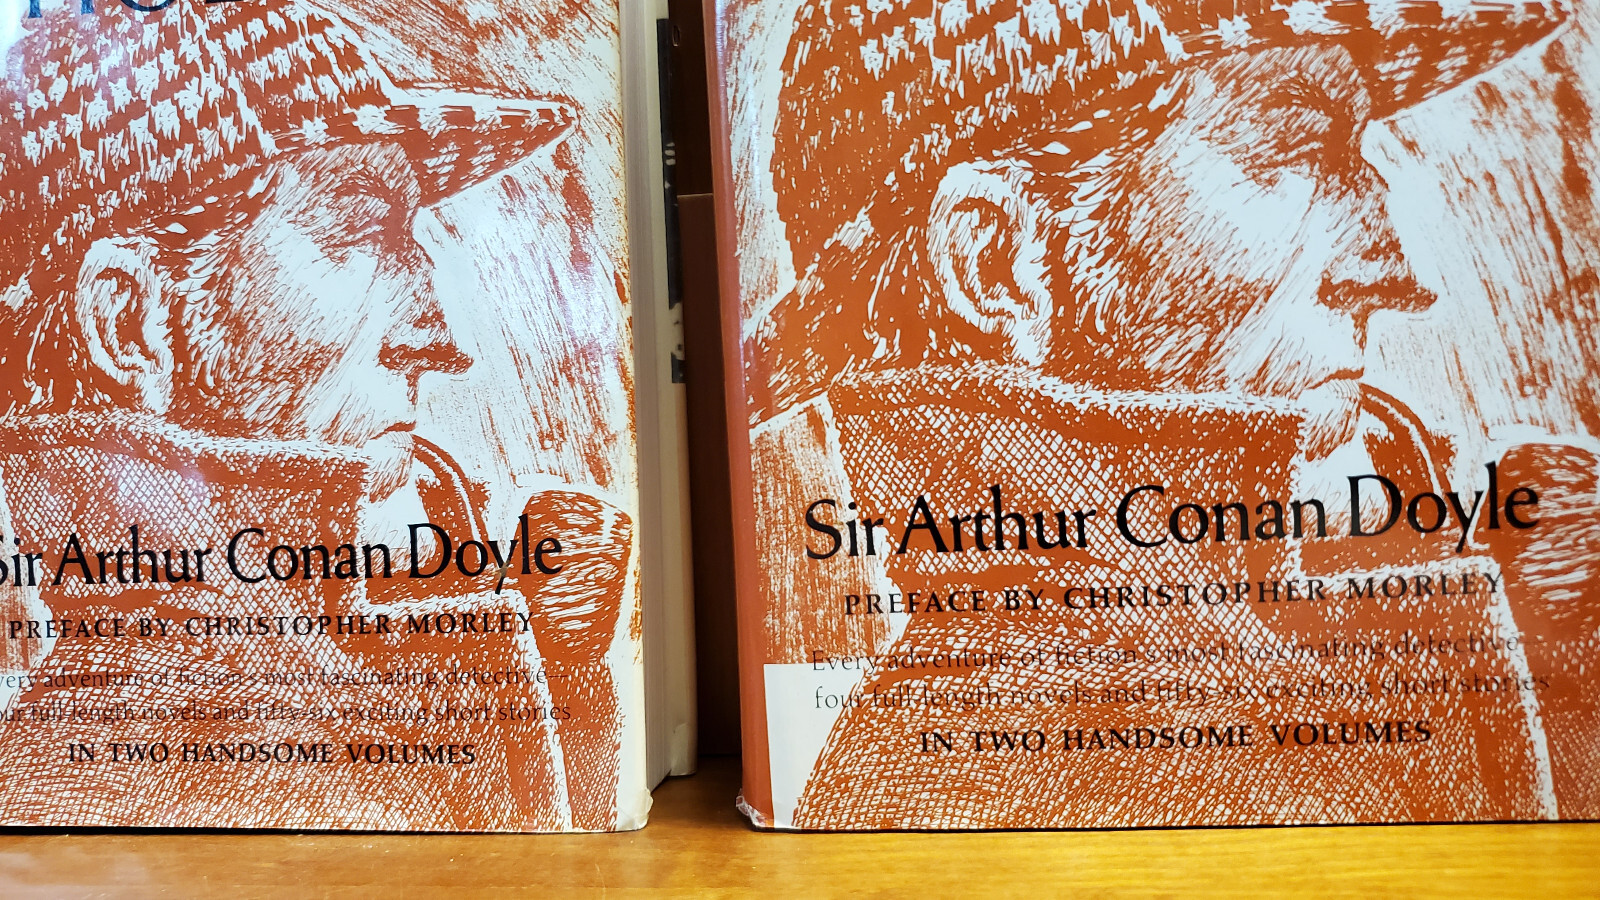 Sir Arthur Conan Doyle
PREFACE BY CHRISTOPHER MORLEY
very adventure of fiction's most fascinating detective—
our full-length novels and fifty-six exciting short stories
IN TWO HANDSOME VOLUMES
Sir Arthur Conan Doyle
PREFACE BY CHRISTOPHER MORLEY
Every adventure of fiction's most fascinating detective—
four full-length novels and fifty-six exciting short stories
IN TWO HANDSOME VOLUMES